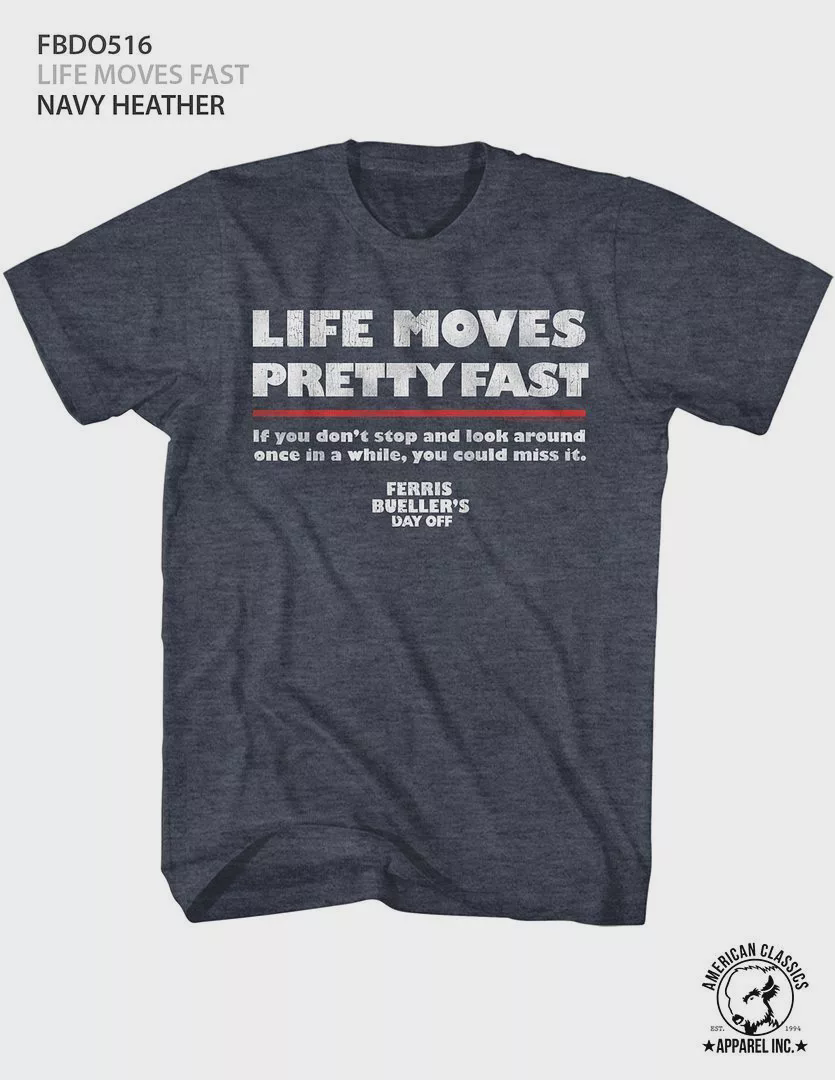 FBDO516
LIFE MOVES FAST
NAVY HEATHER
LIFE MOVES
PRETTY FAST
If you don't stop and look around
once in a while, you could miss it.
FERRIS
BUELLER'S
DAY OFF
AMERICAN CLASSICS
EST. 1994
★APPAREL INC.★